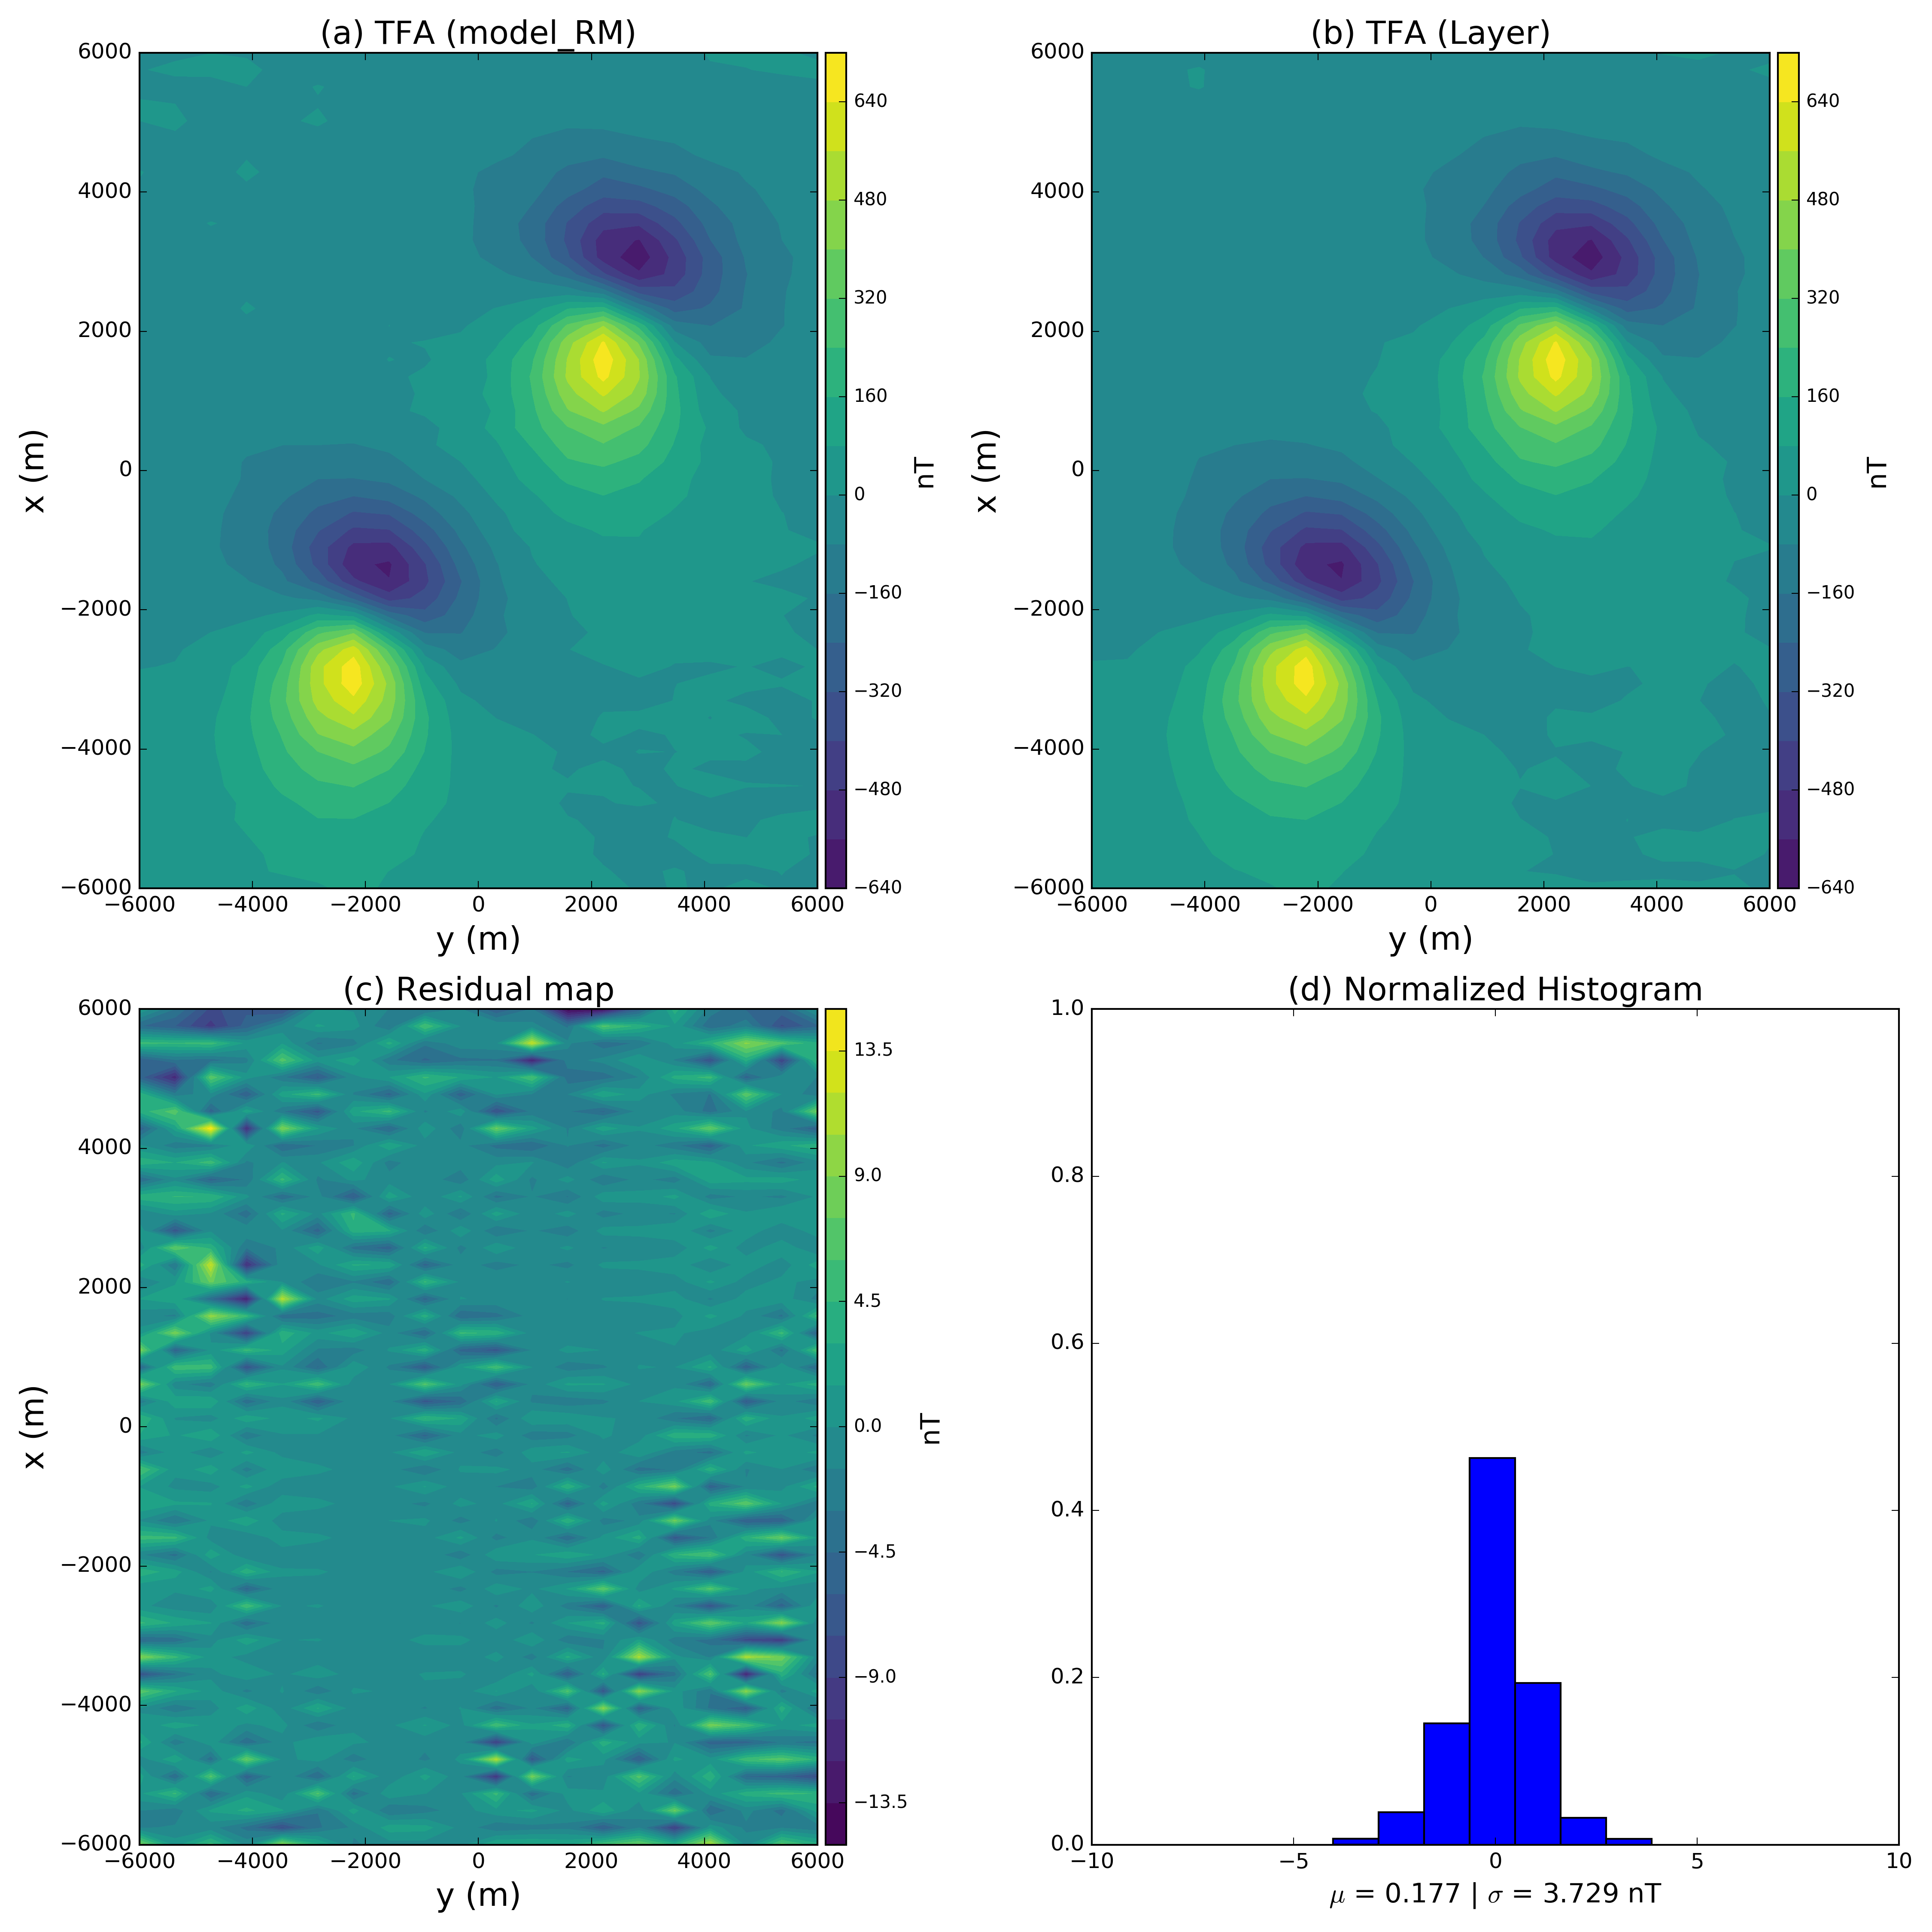 (a) TFA (model_RM)
6000
4000
2000
0
−2000
−4000
−6000
x (m)
−6000 −4000 −2000 0 2000 4000 6000
y (m)
640
480
320
160
0
−160
−320
−480
−640
nT
(b) TFA (Layer)
6000
4000
2000
0
−2000
−4000
−6000
x (m)
−6000 −4000 −2000 0 2000 4000 6000
y (m)
640
480
320
160
0
−160
−320
−480
−640
nT
(c) Residual map
6000
4000
2000
0
−2000
−4000
−6000
x (m)
−6000 −4000 −2000 0 2000 4000 6000
y (m)
13.5
9.0
4.5
0.0
−4.5
−9.0
−13.5
nT
(d) Normalized Histogram
1.0
0.8
0.6
0.4
0.2
0.0
−10 −5 0 5 10
μ = 0.177 | σ = 3.729 nT